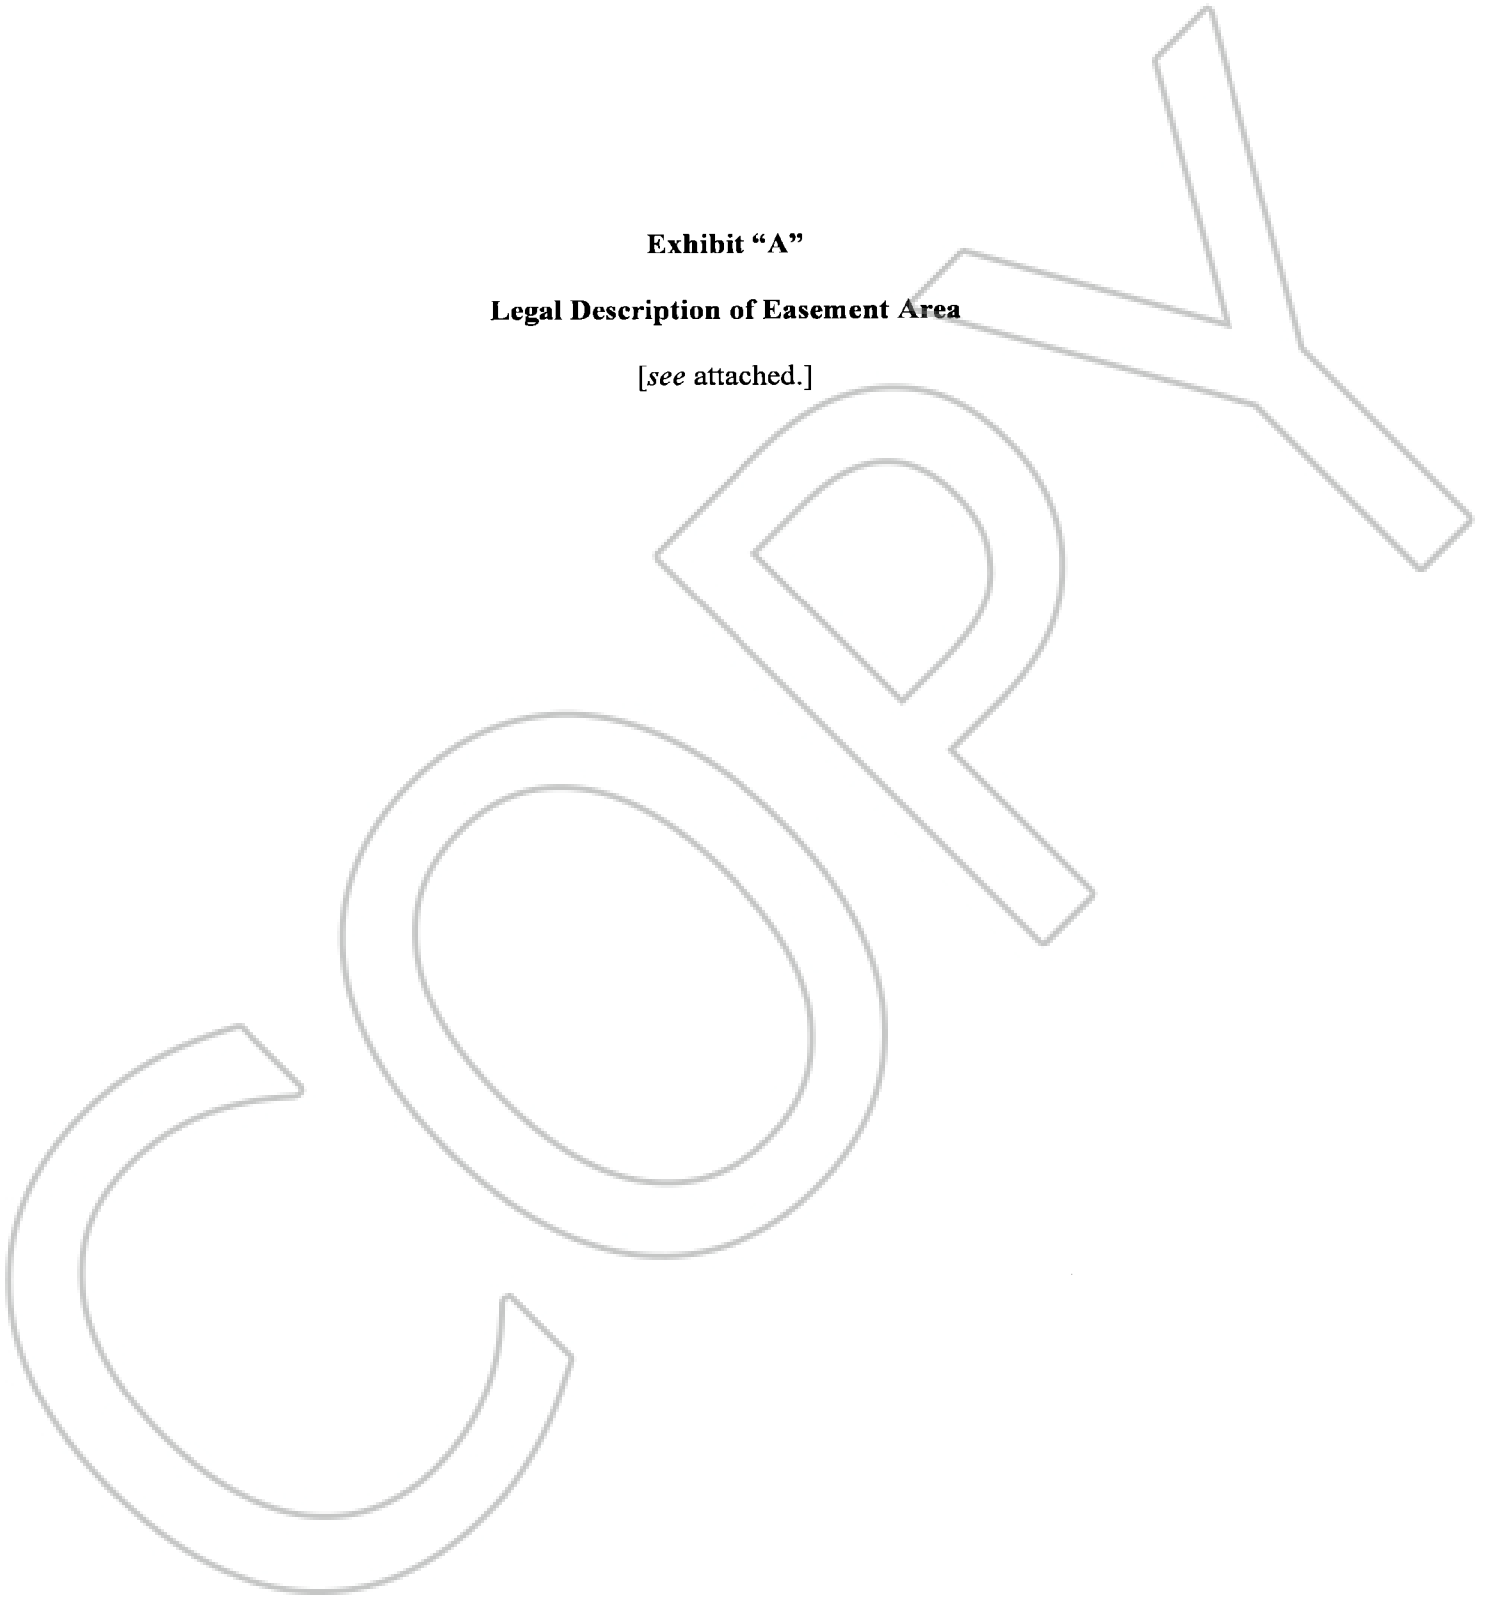 Exhibit “A”
Legal Description of Easement Area
[see attached.]
COPY